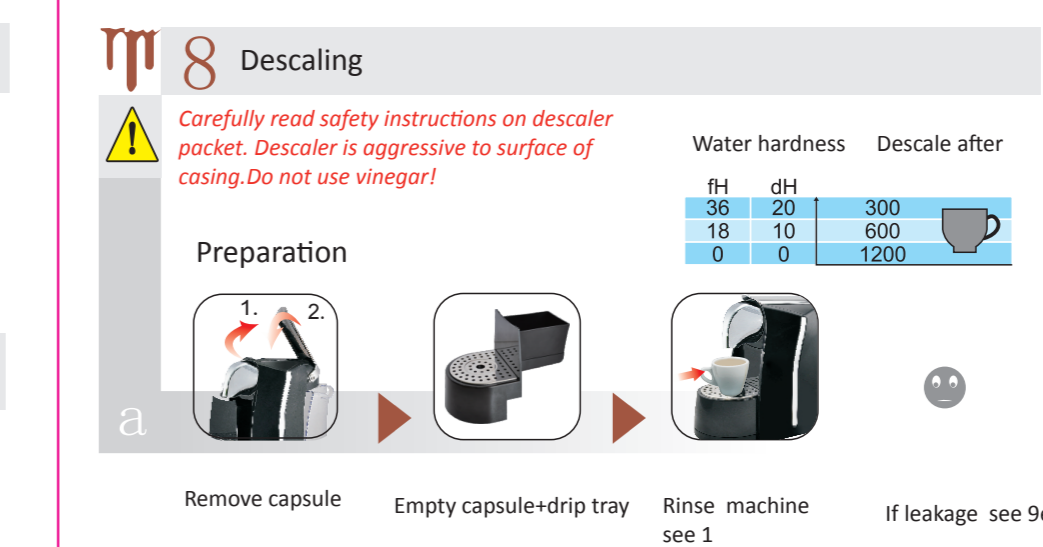 8 Descaling
Carefully read safety instructions on descaler
packet. Descaler is aggressive to surface of
casing.Do not use vinegar!
Water hardness Descale after
fH dH
36 20 300
18 10 600
0 0 1200
Preparation
1. 2.
a
Remove capsule
Empty capsule+drip tray
Rinse machine
see 1
If leakage see